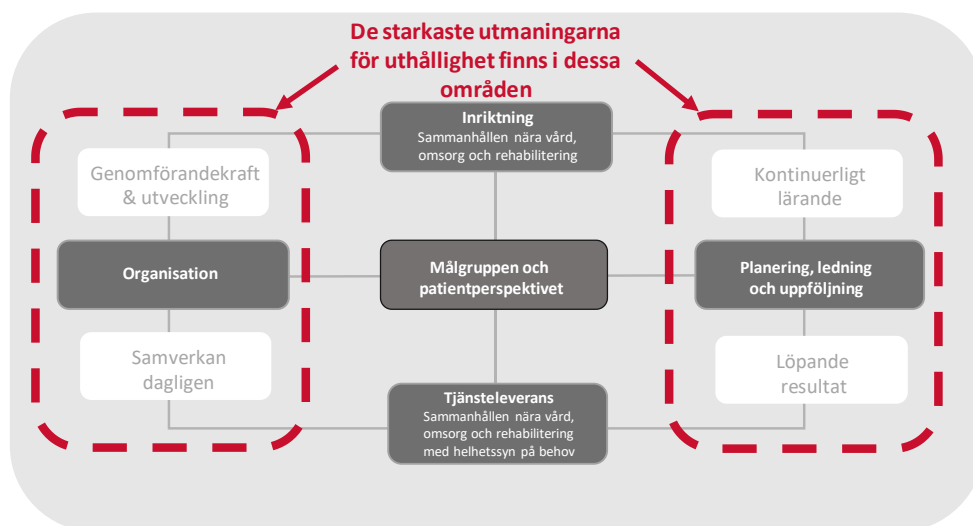 De starkaste utmaningarna
för uthållighet finns i dessa
områden
Inriktning
Sammanhållen nära vård,
omsorg och rehabilitering
Genomförandekraft
& utveckling
Kontinuerligt
lärande
Organisation
Målgruppen och
patientperspektivet
Planering, ledning
och uppföljning
Samverkan
dagligen
Löpande
resultat
Tjänsteleverans
Sammanhållen nära vård,
omsorg och rehabilitering
med helhetssyn på behov